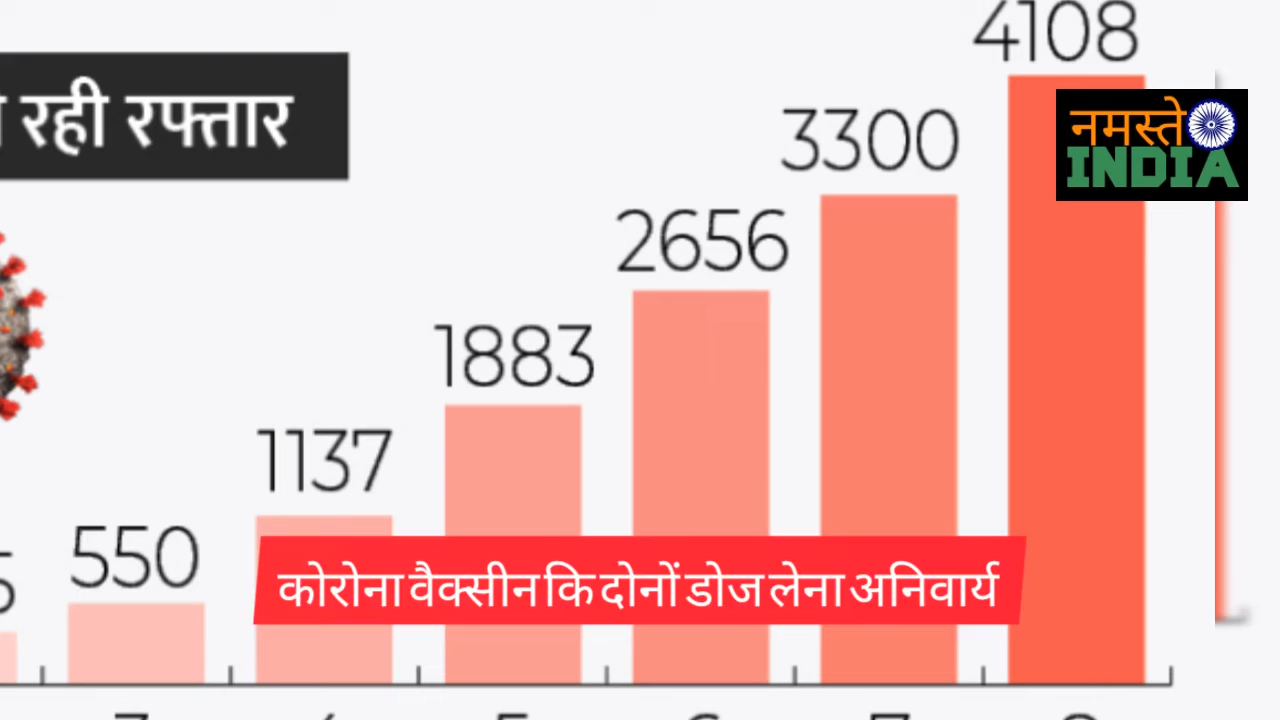 रही रफ्तार
4108
नमस्ते
INDIA
3300
2656
1883
1137
550
कोरोना वैक्सीन कि दोनों डोज लेना अनिवार्य